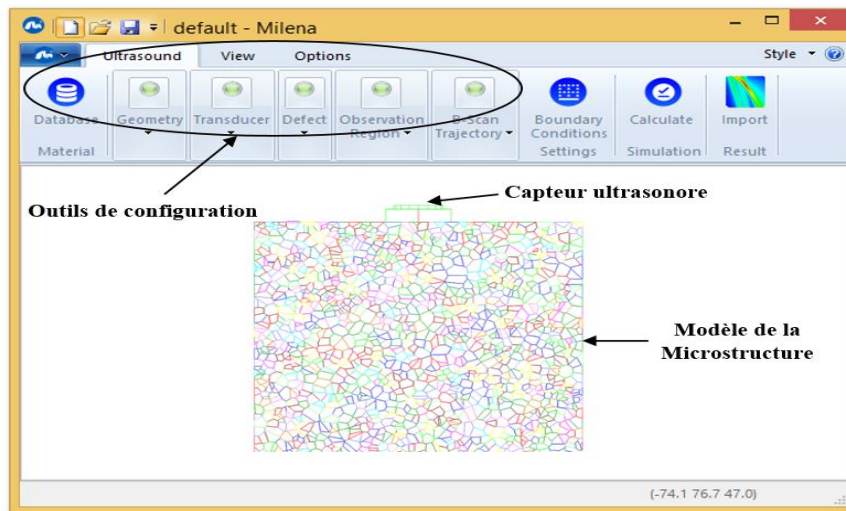 default - Milena
Ultrasound View Options Style
Database Geometry Transducer Defect Observation Region B-Scan Trajectory Boundary Conditions Calculate Import
Material Settings Simulation Result
Capteur ultrasonore
Outils de configuration
Modèle de la
Microstructure
(-74.1 76.7 47.0)